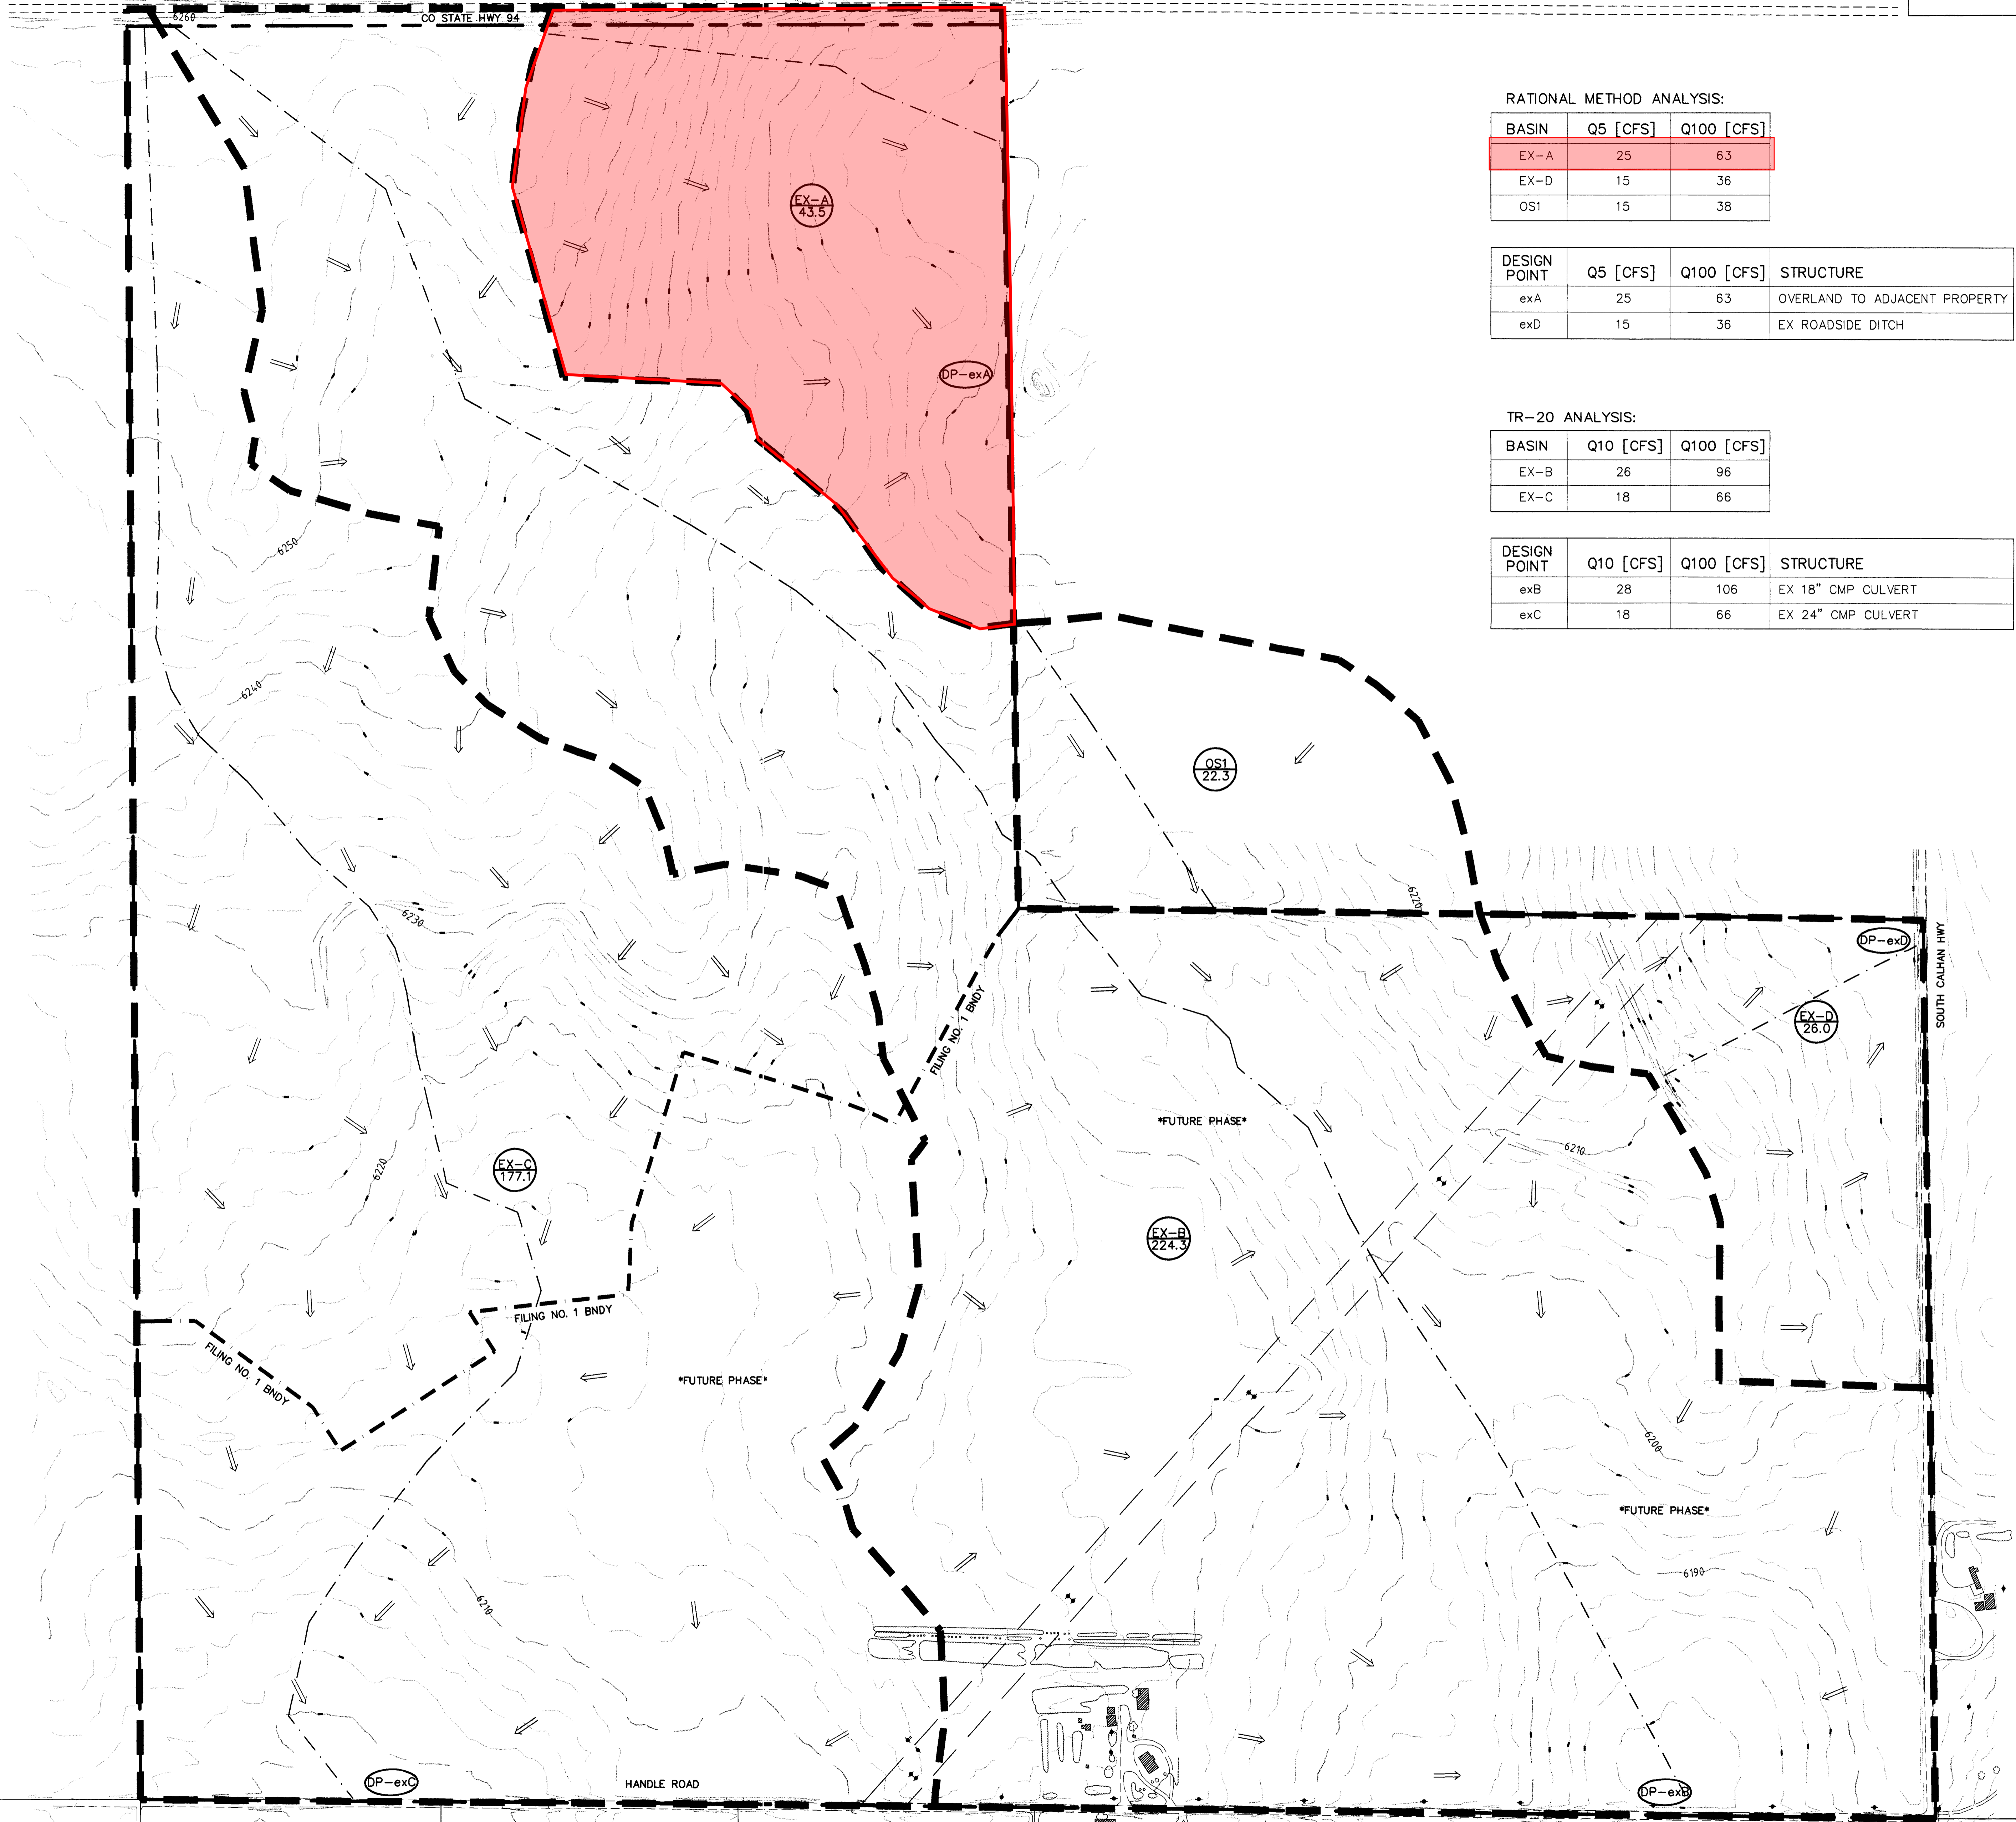 6260
CO STATE HWY 94
RATIONAL METHOD ANALYSIS:
BASIN Q5 [CFS] Q100 [CFS]
EX-A 25 63
EX-D 15 36
OS1 15 38
EX-A
43.5
DESIGN POINT Q5 [CFS] Q100 [CFS] STRUCTURE
exA 25 63 OVERLAND TO ADJACENT PROPERTY
exD 15 36 EX ROADSIDE DITCH
DP-exA
TR-20 ANALYSIS:
BASIN Q10 [CFS] Q100 [CFS]
EX-B 26 96
EX-C 18 66
DESIGN POINT Q10 [CFS] Q100 [CFS] STRUCTURE
exB 28 106 EX 18" CMP CULVERT
exC 18 66 EX 24" CMP CULVERT
6250
6240
OS1
22.3
6230
6220
DP-exD
SOUTH CALHAN HWY
EX-D
26.0
FILING NO. 1 BNDY
*FUTURE PHASE*
6210
6220
EX-C
177.1
EX-B
224.3
FILING NO. 1 BNDY
FILING NO. 1 BNDY
*FUTURE PHASE*
6200
*FUTURE PHASE*
6190
6210
DP-exC
HANDLE ROAD
DP-exB